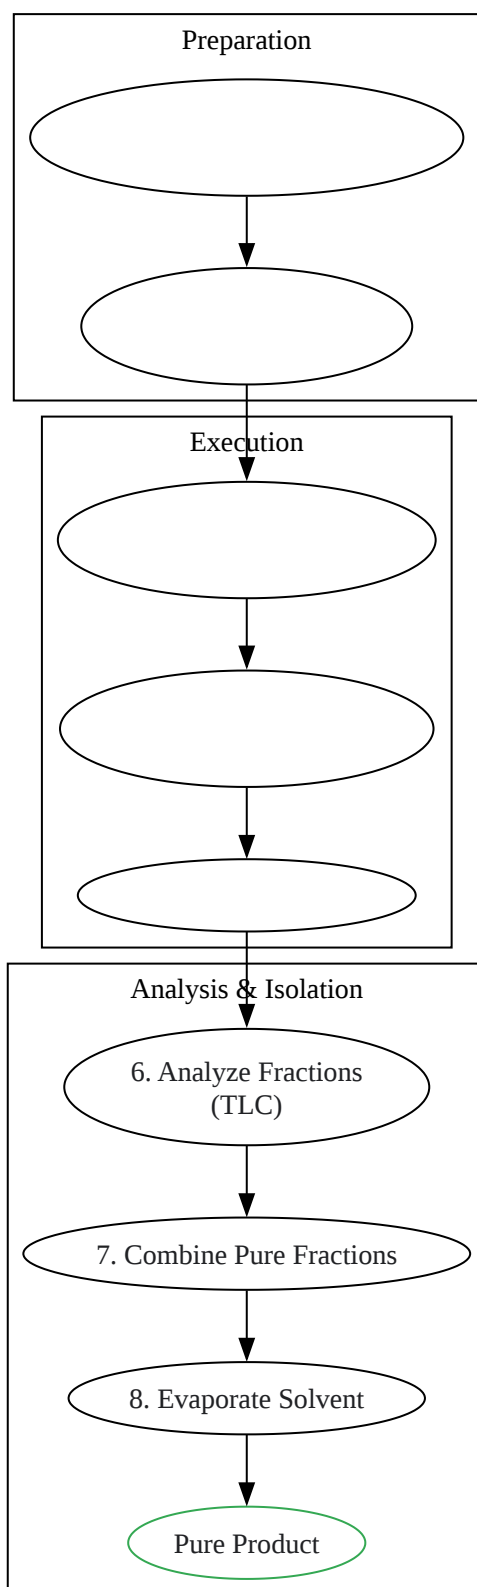 Preparation
Execution
Analysis & Isolation
6. Analyze Fractions
(TLC)
7. Combine Pure Fractions
8. Evaporate Solvent
Pure Product